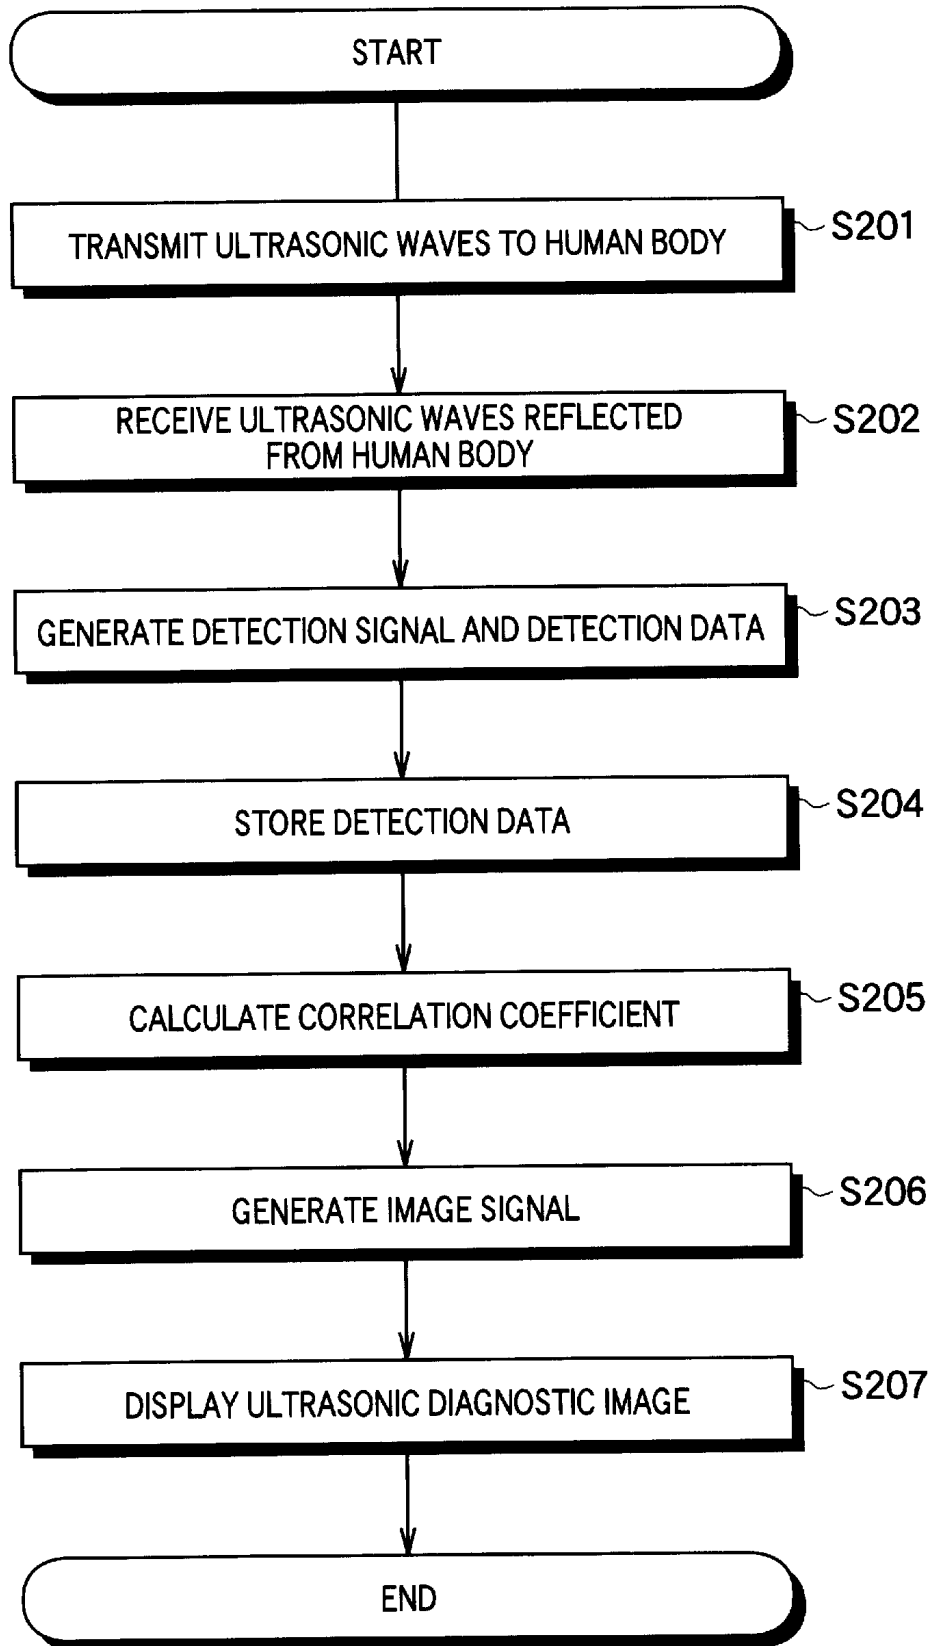 START
TRANSMIT ULTRASONIC WAVES TO HUMAN BODY
S201
RECEIVE ULTRASONIC WAVES REFLECTED
FROM HUMAN BODY
S202
GENERATE DETECTION SIGNAL AND DETECTION DATA
S203
STORE DETECTION DATA
S204
CALCULATE CORRELATION COEFFICIENT
S205
GENERATE IMAGE SIGNAL
S206
DISPLAY ULTRASONIC DIAGNOSTIC IMAGE
S207
END